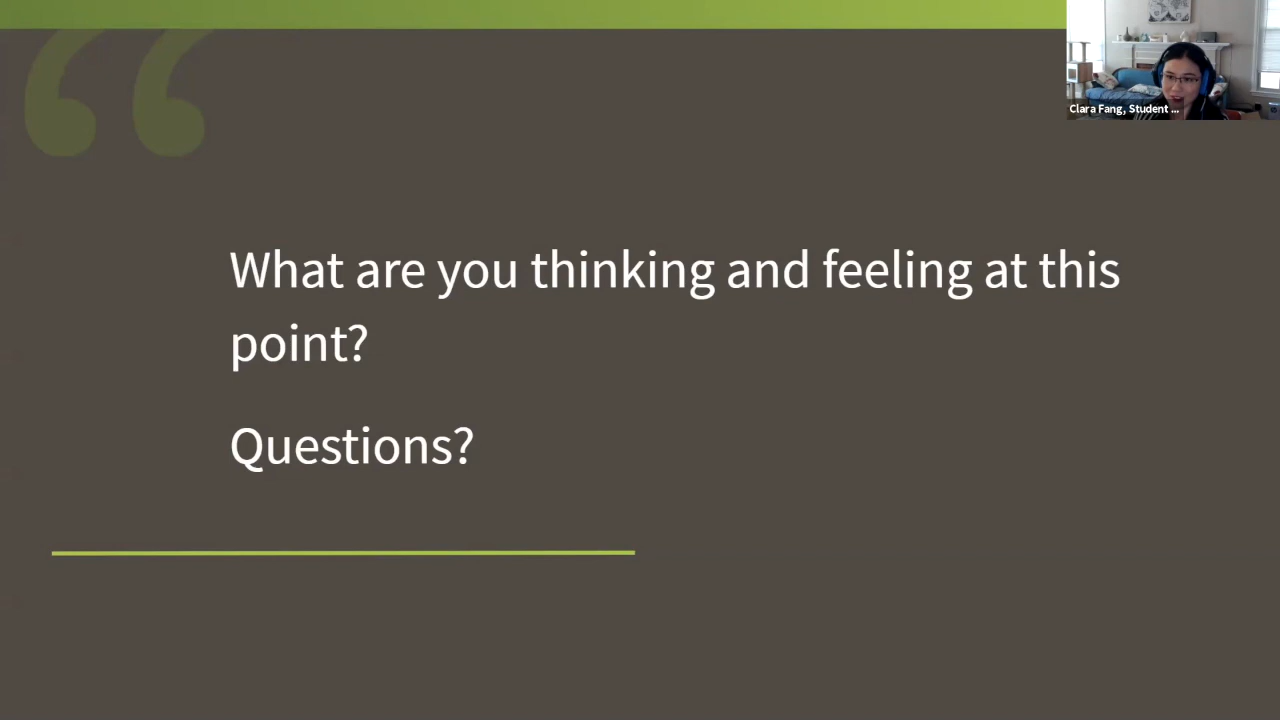 Clara Fang, Student ...
What are you thinking and feeling at this
point?
Questions?